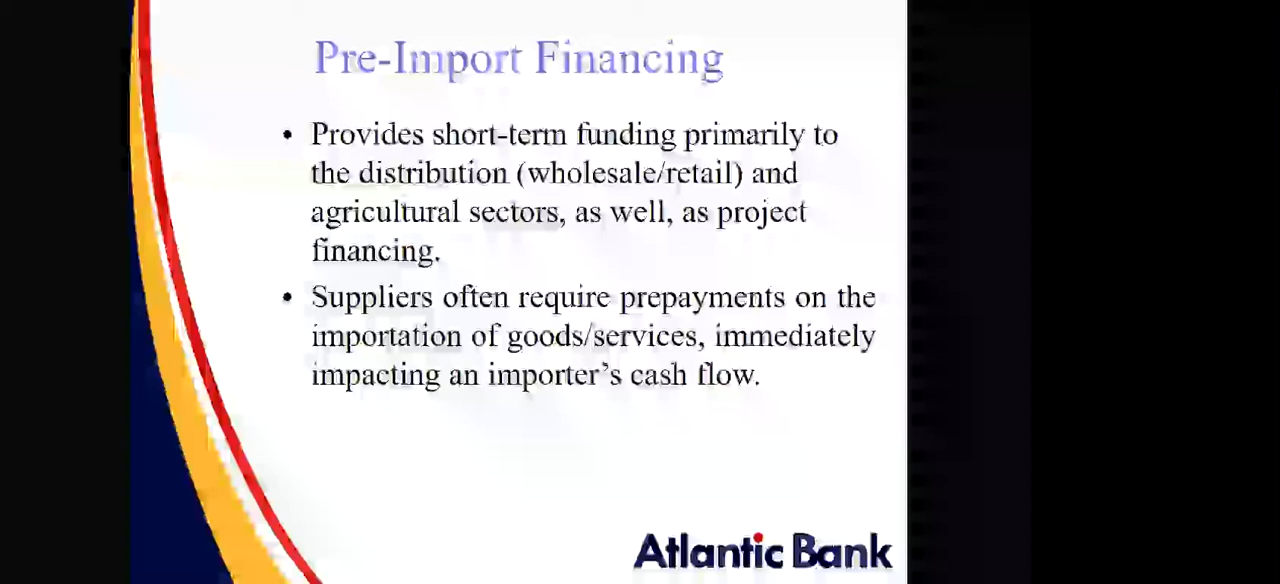 Pre-Import Financing
• Provides short-term funding primarily to
the distribution (wholesale/retail) and
agricultural sectors, as well, as project
financing.
• Suppliers often require prepayments on the
importation of goods/services, immediately
impacting an importer's cash flow.
Atlantic Bank